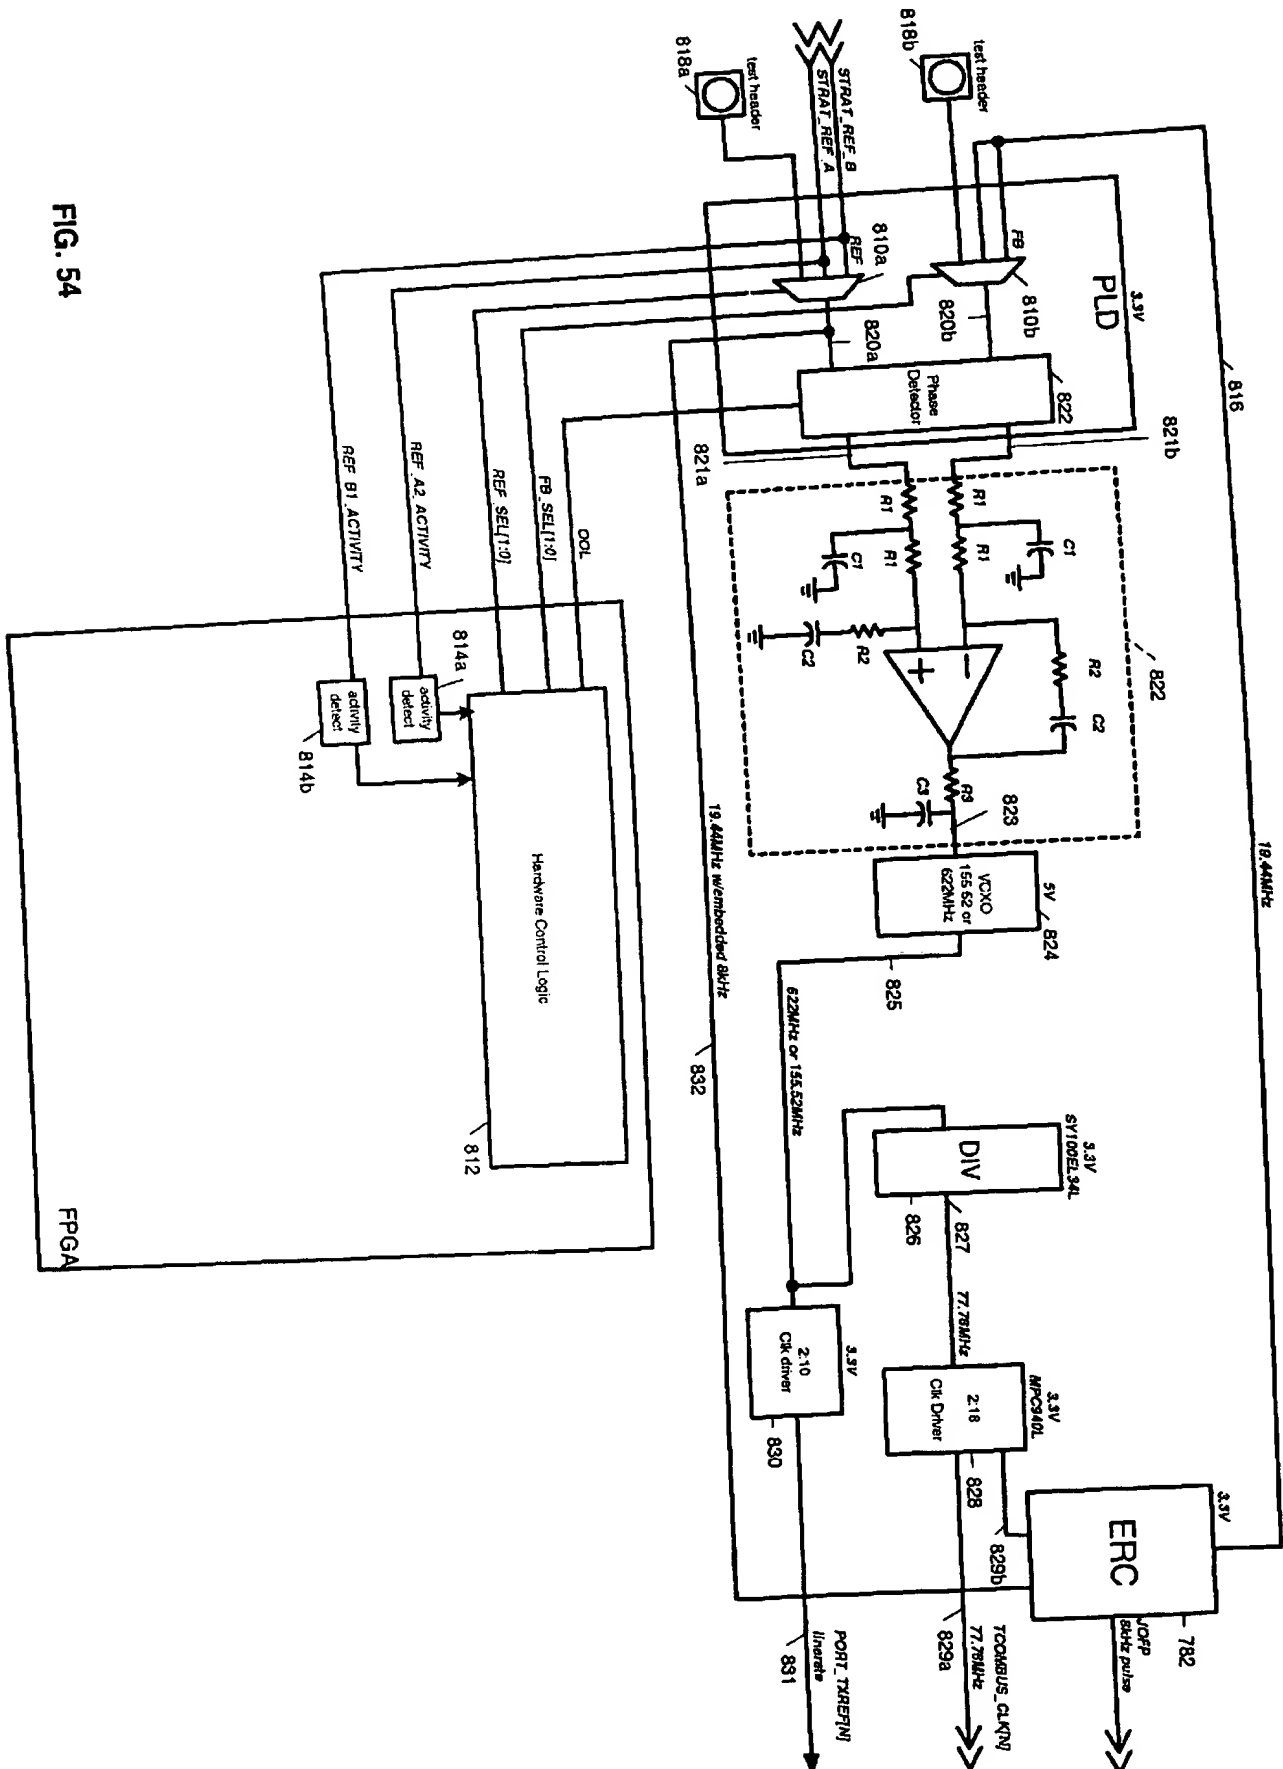 818b
test header
818a
test header
STRAT_REF_B
STRAT_REF_A
FB
REF
810a
810b
820b
820a
PLD
3.3V
816
19.44MHz
Phase
Detector
822
821b
821a
R1
R1
C1
R1
R1
C1
R2
C2
R2
C2
822
R3
C3
823
5V
VCXO
155 52 or
622MHz
824
825
622MHz or 155.52MHz
3.3V
SY100EL34L
DIV
826
827
77.76MHz
3.3V
MPC940L
2:18
Clk Driver
828
829b
3.3V
ERC
782
/OFP
8kHz pulse
TCOMBUS_CLK[N]
77.76MHz
829a
3.3V
2:10
Clk driver
830
PORT_TXREF[N]
linerate
831
19.44MHz w/embedded 8kHz
832
OOL
FB_SEL[1:0]
REF_SEL[1:0]
REF_A2_ACTIVITY
REF_B1_ACTIVITY
814a
activity
detect
activity
detect
814b
Hardware Control Logic
812
FPGA
FIG. 54